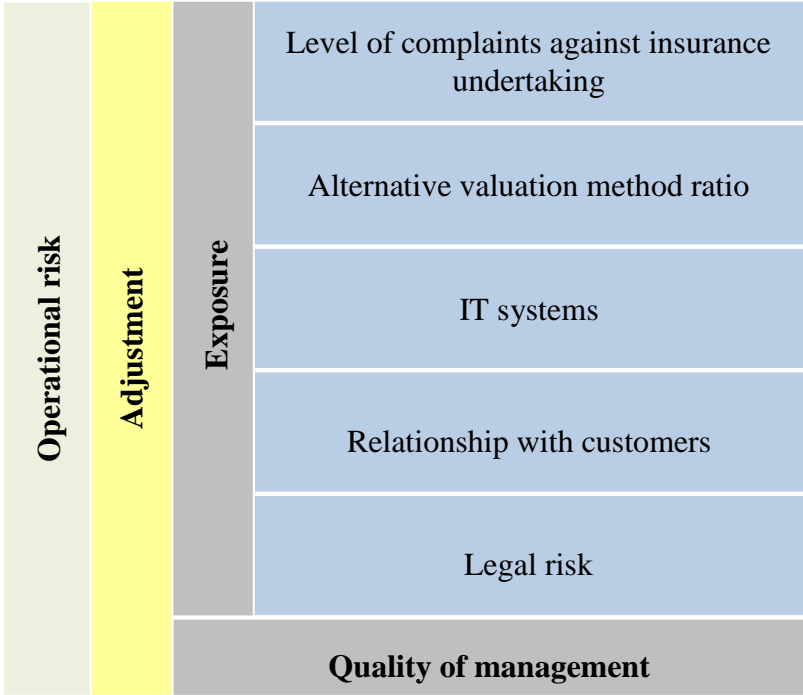 Operational risk
Adjustment
Exposure
Level of complaints against insurance
undertaking
Alternative valuation method ratio
IT systems
Relationship with customers
Legal risk
Quality of management